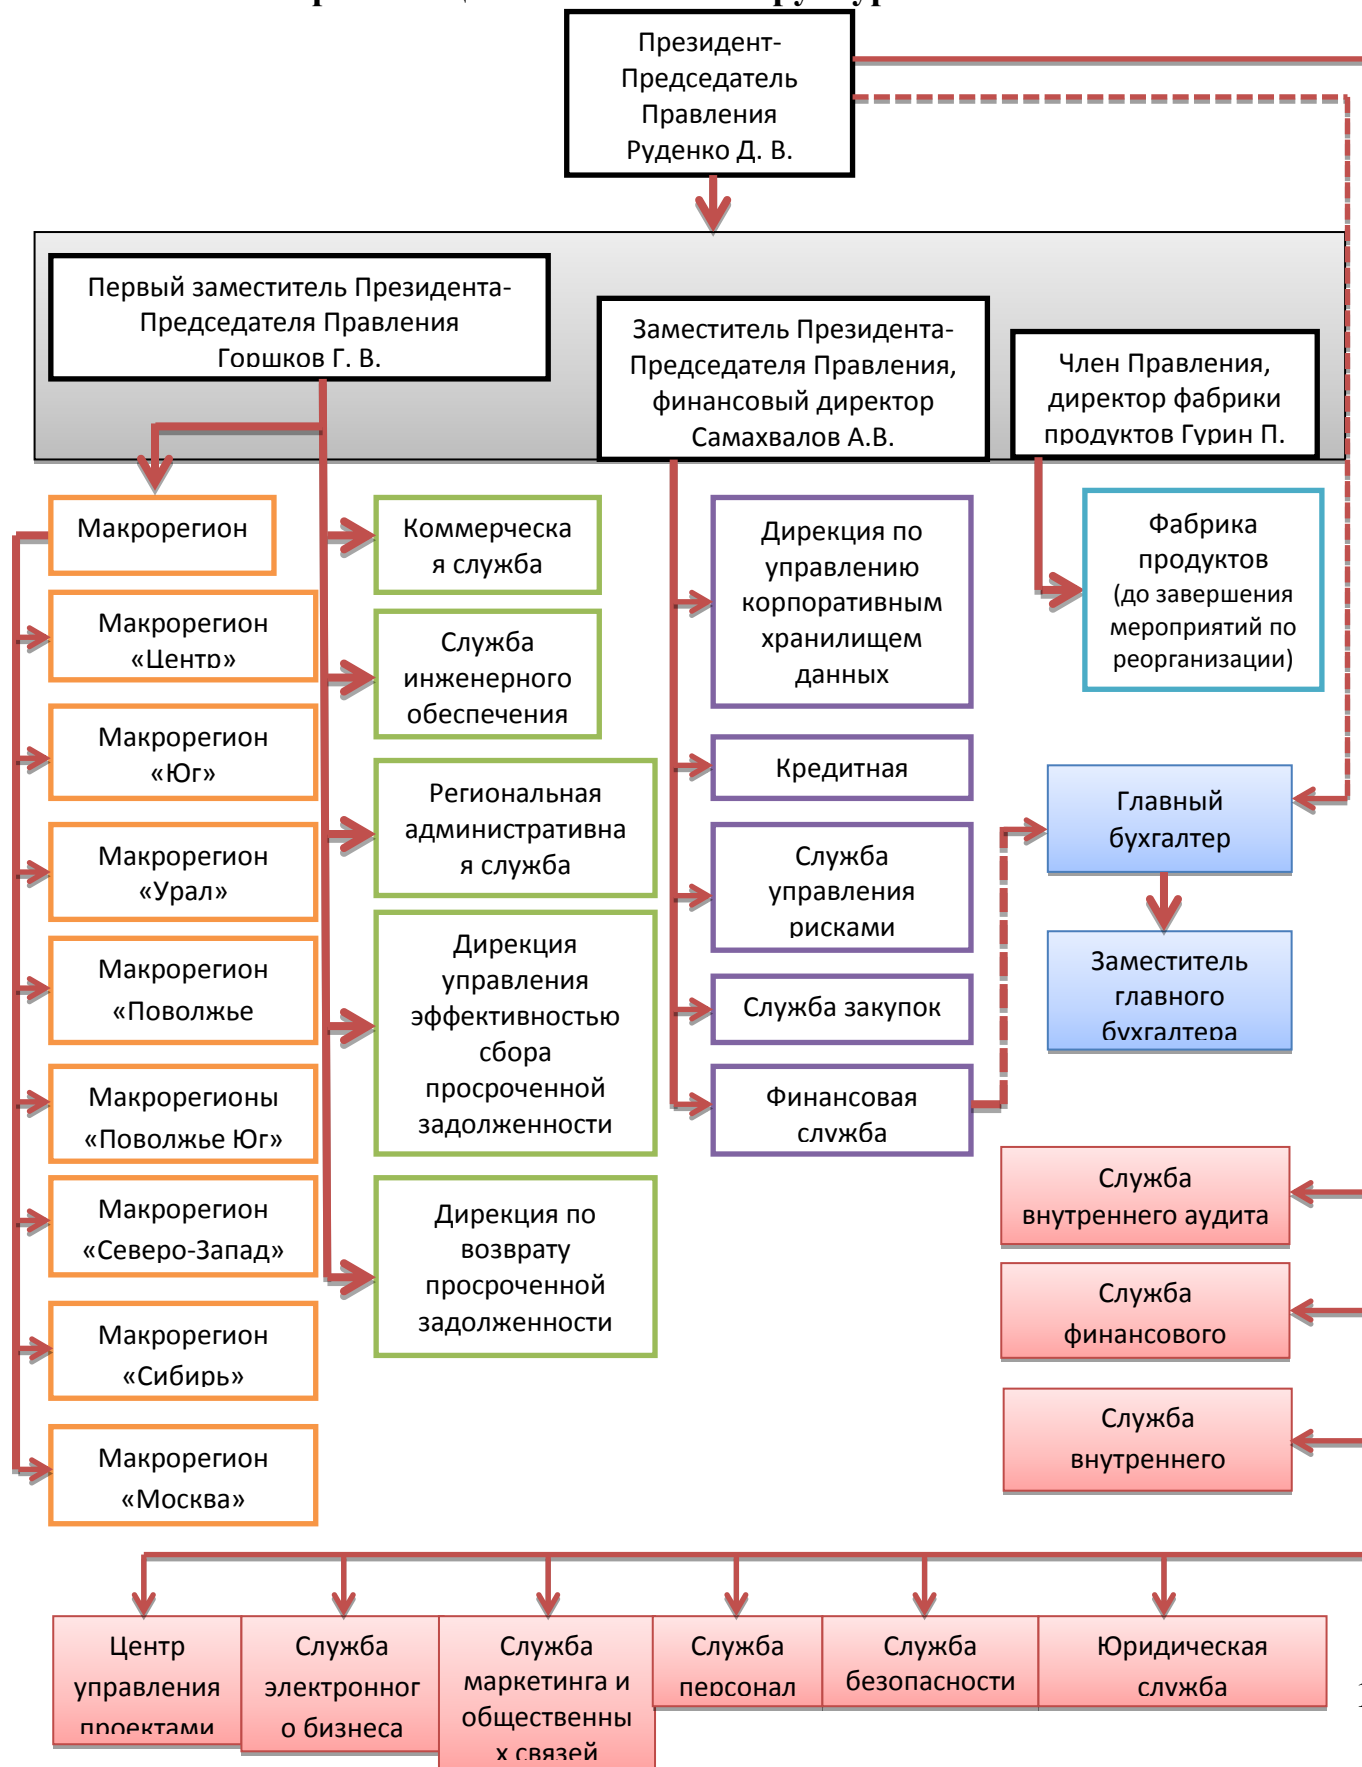 Президент-
Председатель
Правления
Руденко Д. В.
Первый заместитель Президента-
Председателя Правления
Горшков Г. В.
Заместитель Президента-
Председателя Правления,
финансовый директор
Самахвалов А.В.
Член Правления,
директор фабрики
продуктов Гурин П.
Макрорегион
Макрорегион
«Центр»
Макрорегион
«Юг»
Макрорегион
«Урал»
Макрорегион
«Поволжье
Макрорегионы
«Поволжье Юг»
Макрорегион
«Северо-Запад»
Макрорегион
«Сибирь»
Макрорегион
«Москва»
Коммерческа
я служба
Служба
инженерного
обеспечения
Региональная
административна
я служба
Дирекция
управления
эффективностью
сбора
просроченной
задолженности
Дирекция по
возврату
просроченной
задолженности
Дирекция по
управлению
корпоративным
хранилищем
данных
Кредитная
Служба
управления
рисками
Служба закупок
Финансовая
служба
Фабрика
продуктов
(до завершения
мероприятий по
реорганизации)
Главный
бухгалтер
Заместитель
главного
бухгалтера
Служба
внутреннего аудита
Служба
финансового
Служба
внутреннего
Центр
управления
проектами
Служба
электронног
о бизнеса
Служба
маркетинга и
общественны
х связей
Служба
персонал
Служба
безопасности
Юридическая
служба